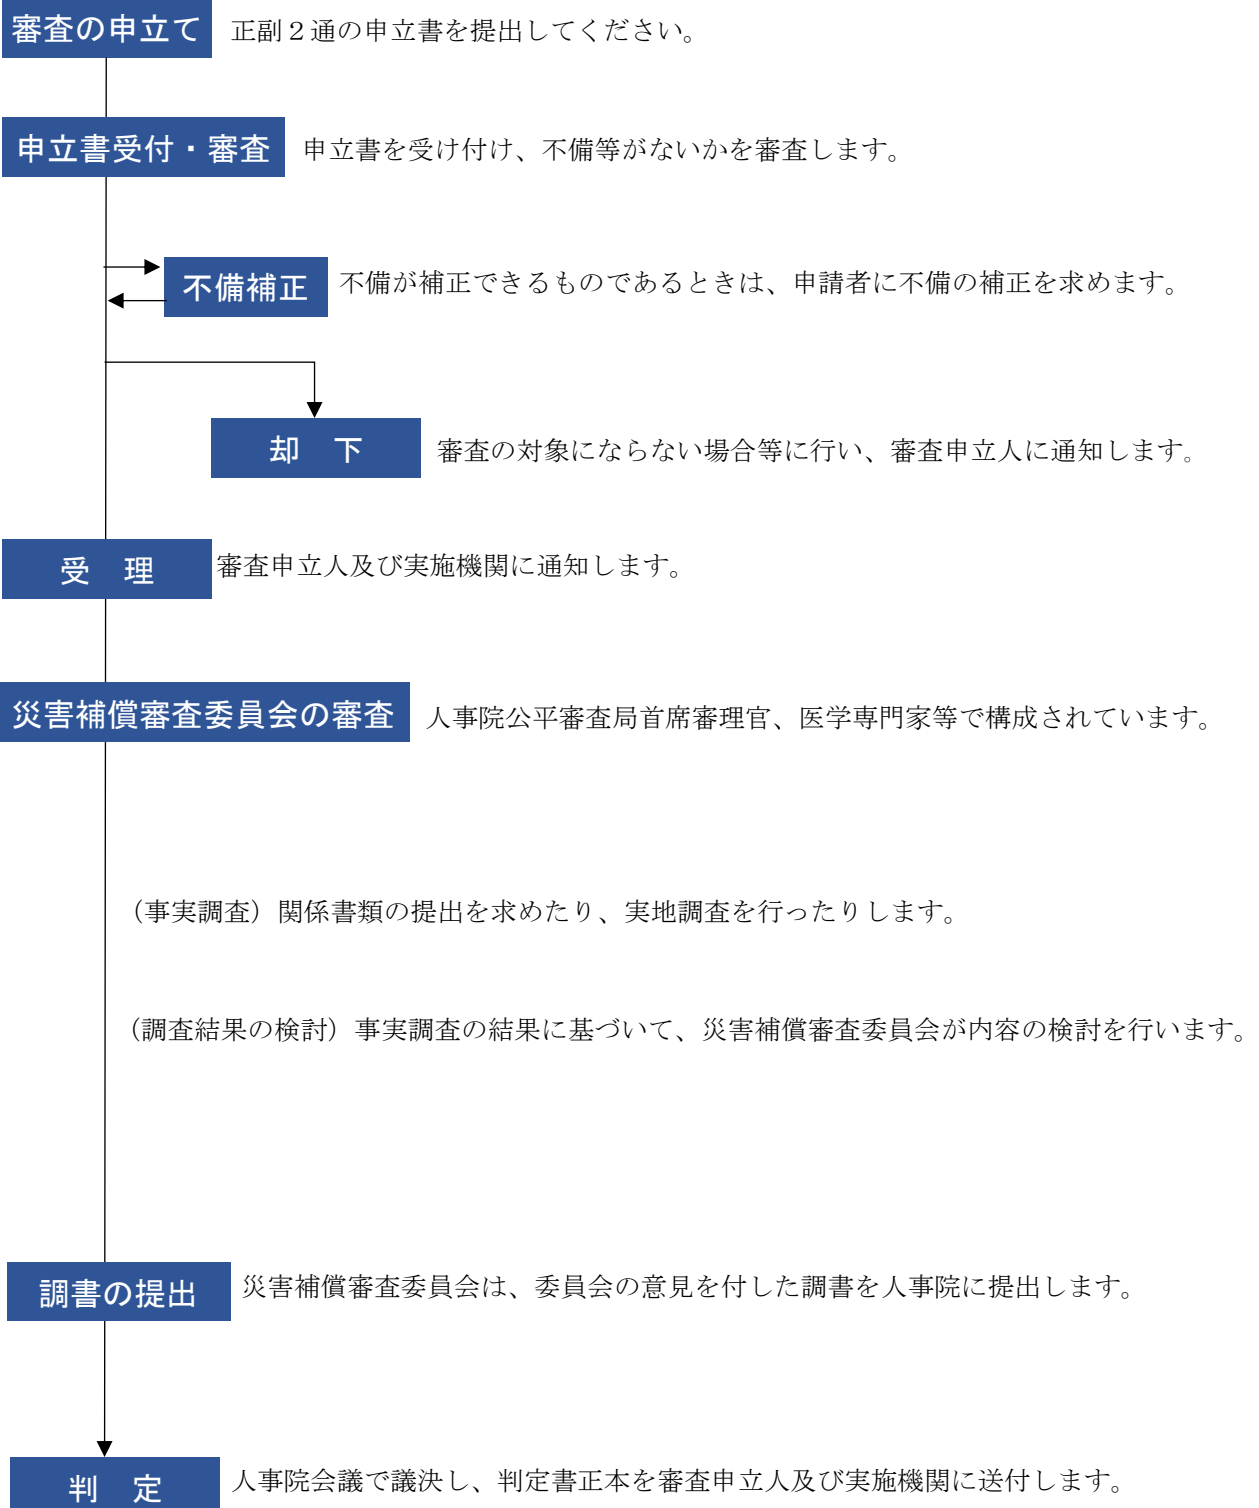 審査の申立て
正副２通の申立書を提出してください。
申立書受付・審査
申立書を受け付け、不備等がないかを審査します。
不備補正
不備が補正できるものであるときは、申請者に不備の補正を求めます。
却　下
審査の対象にならない場合等に行い、審査申立人に通知します。
受　理
審査申立人及び実施機関に通知します。
災害補償審査委員会の審査
人事院公平審査局首席審理官、医学専門家等で構成されています。
（事実調査）関係書類の提出を求めたり、実地調査を行ったりします。
（調査結果の検討）事実調査の結果に基づいて、災害補償審査委員会が内容の検討を行います。
調書の提出
災害補償審査委員会は、委員会の意見を付した調書を人事院に提出します。
判　定
人事院会議で議決し、判定書正本を審査申立人及び実施機関に送付します。